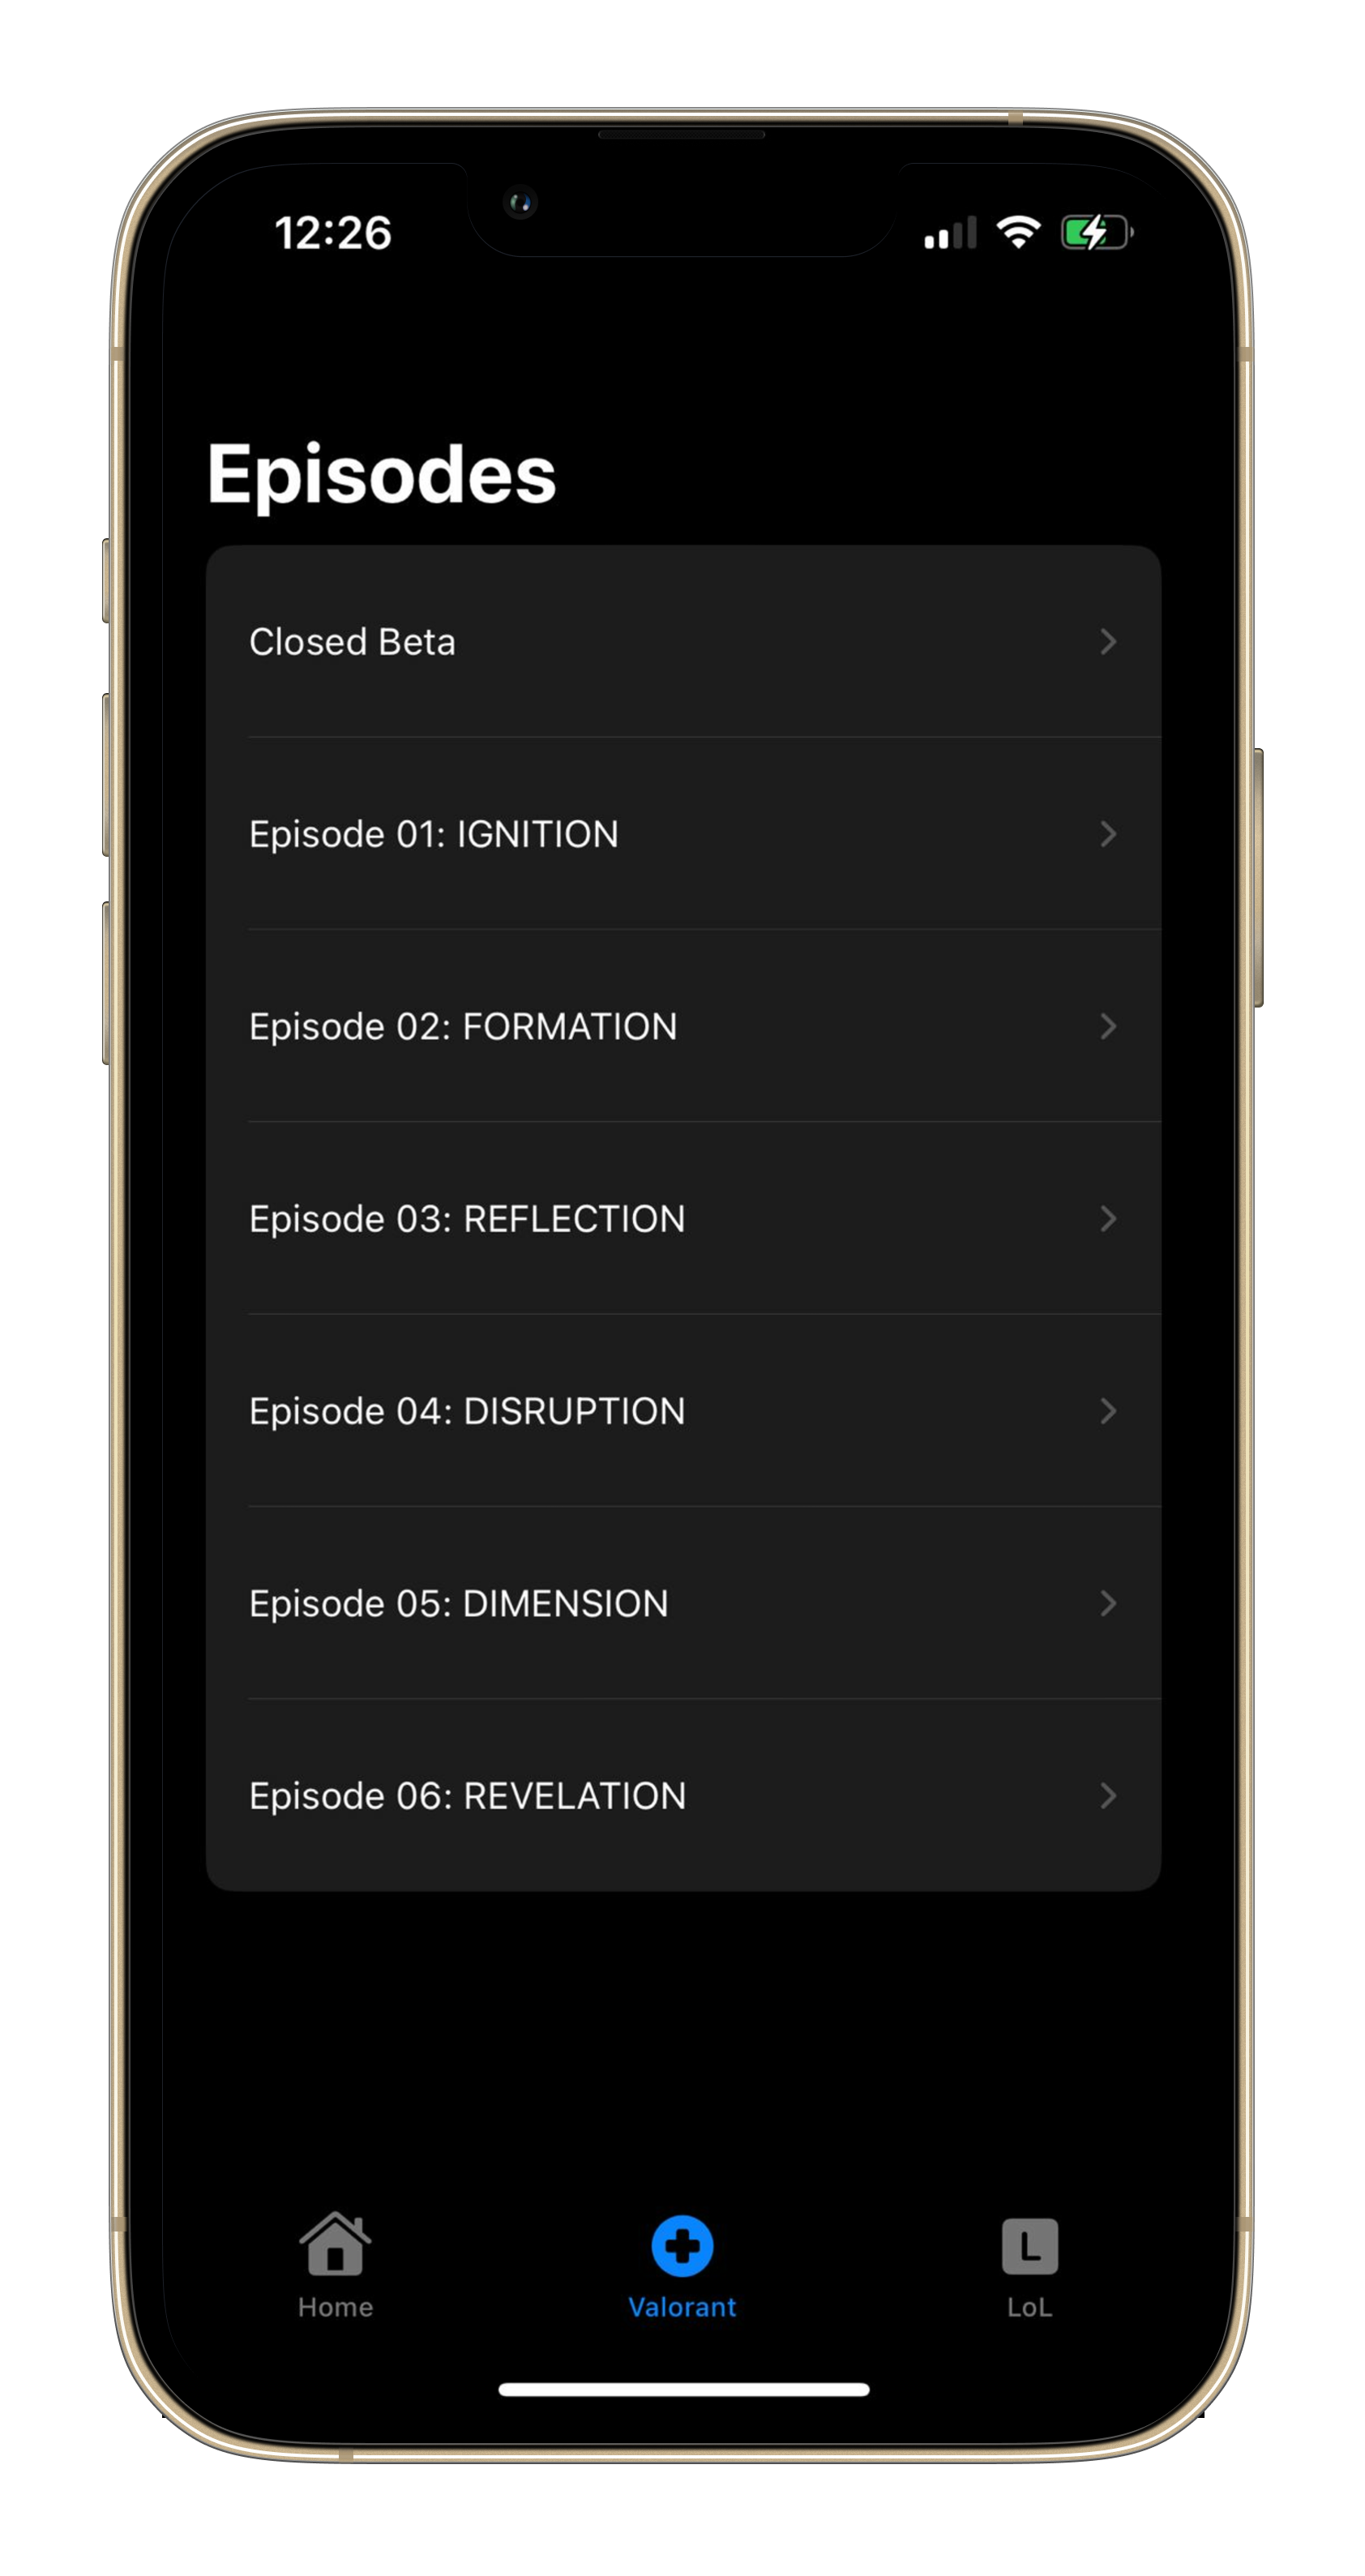 12:26
Episodes
Closed Beta
Episode 01: IGNITION
Episode 02: FORMATION
Episode 03: REFLECTION
Episode 04: DISRUPTION
Episode 05: DIMENSION
Episode 06: REVELATION
Home
Valorant
L
LoL